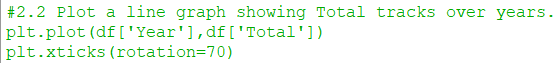 #2.2 Plot a line graph showing Total tracks over years.
plt.plot(df['Year'],df['Total'])
plt.xticks(rotation=70)